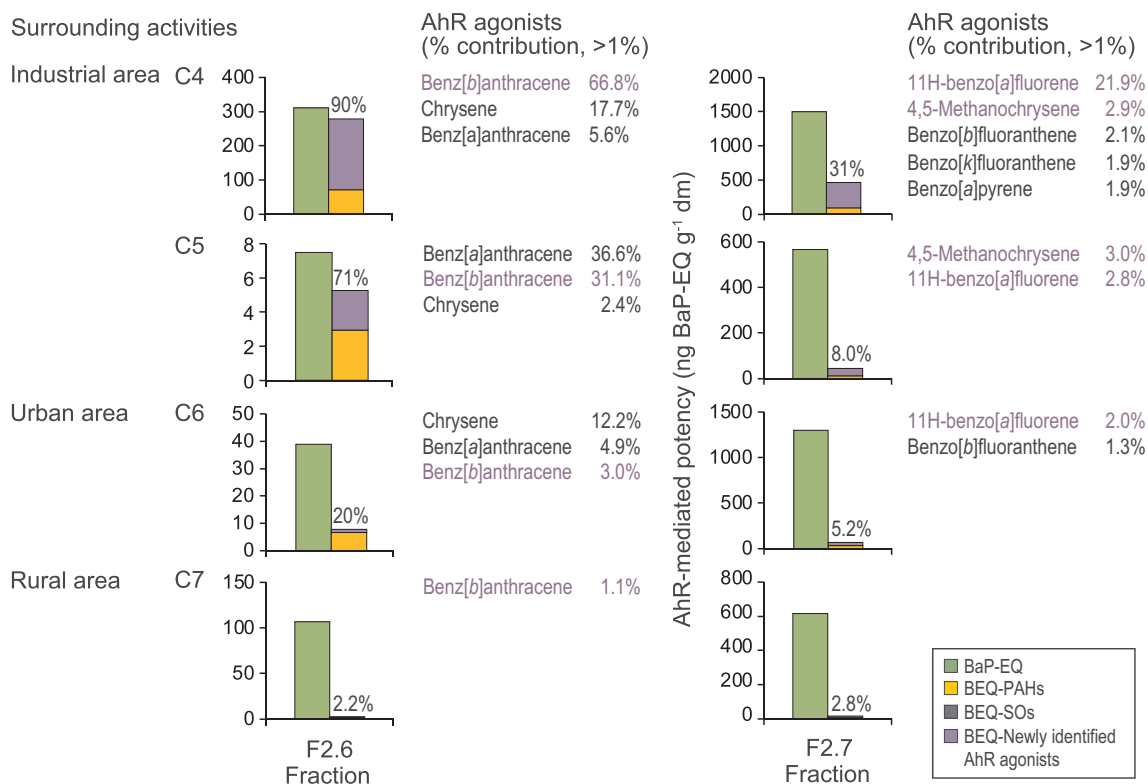 Surrounding activities
AhR agonists
(% contribution, >1%)
AhR agonists
(% contribution, >1%)
Industrial area
C4
400
300
200
100
0
90%
Benz[b]anthracene 66.8%
Chrysene 17.7%
Benz[a]anthracene 5.6%
2000
1500
1000
500
0
31%
11H-benzo[a]fluorene 21.9%
4,5-Methanochrysene 2.9%
Benzo[b]fluoranthene 2.1%
Benzo[k]fluoranthene 1.9%
Benzo[a]pyrene 1.9%
C5
8
6
4
2
0
71%
Benz[a]anthracene 36.6%
Benz[b]anthracene 31.1%
Chrysene 2.4%
600
400
200
0
8.0%
4,5-Methanochrysene 3.0%
11H-benzo[a]fluorene 2.8%
Urban area
C6
50
40
30
20
10
0
20%
Chrysene 12.2%
Benz[a]anthracene 4.9%
Benz[b]anthracene 3.0%
1500
1000
500
0
5.2%
11H-benzo[a]fluorene 2.0%
Benzo[b]fluoranthene 1.3%
Rural area
C7
150
100
50
0
2.2%
Benz[b]anthracene 1.1%
800
600
400
200
0
2.8%
AhR-mediated potency (ng BaP-EQ g⁻¹ dm)
F2.6
Fraction
F2.7
Fraction
BaP-EQ
BEQ-PAHs
BEQ-SOs
BEQ-Newly identified
AhR agonists